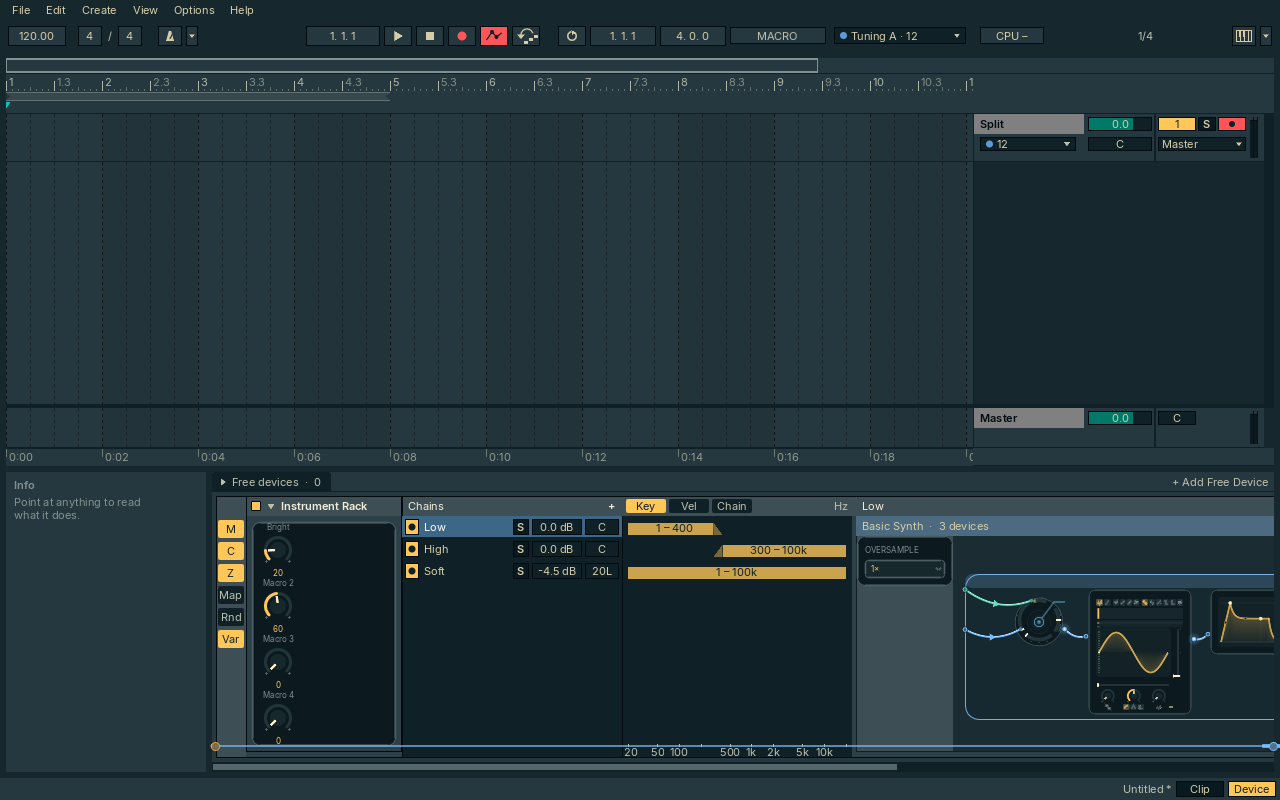 File Edit Create View Options Help
120.00 4 / 4 1. 1. 1 1. 1. 1 4. 0. 0 MACRO Tuning A · 12 CPU – 1/4
1 1.3 2 2.3 3 3.3 4 4.3 5 5.3 6 6.3 7 7.3 8 8.3 9 9.3 10 10.3 1
Split 0.0 1 S
12 C Master
Master 0.0 C
0:00 0:02 0:04 0:06 0:08 0:10 0:12 0:14 0:16 0:18
Info
Point at anything to read
what it does.
Free devices · 0 + Add Free Device
Instrument Rack Chains + Key Vel Chain Hz Low
M C Z Map Rnd Var
Bright
20
Macro 2
60
Macro 3
0
Macro 4
0
Low S 0.0 dB C 1 – 400
High S 0.0 dB C 300 – 100k
Soft S -4.5 dB 20L 1 – 100k
20 50 100 500 1k 2k 5k 10k
Basic Synth · 3 devices
OVERSAMPLE
1×
Untitled * Clip Device